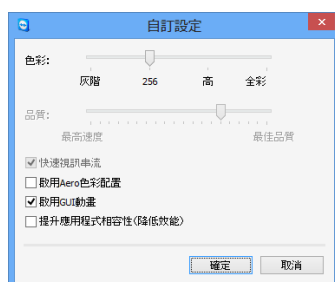 自訂設定
色彩:
灰階 256 高 全彩
品質:
最高速度 最佳品質
快速視訊串流
啟用Aero色彩配置
啟用GUI動畫
提升應用程式相容性(降低效能)
確定 取消